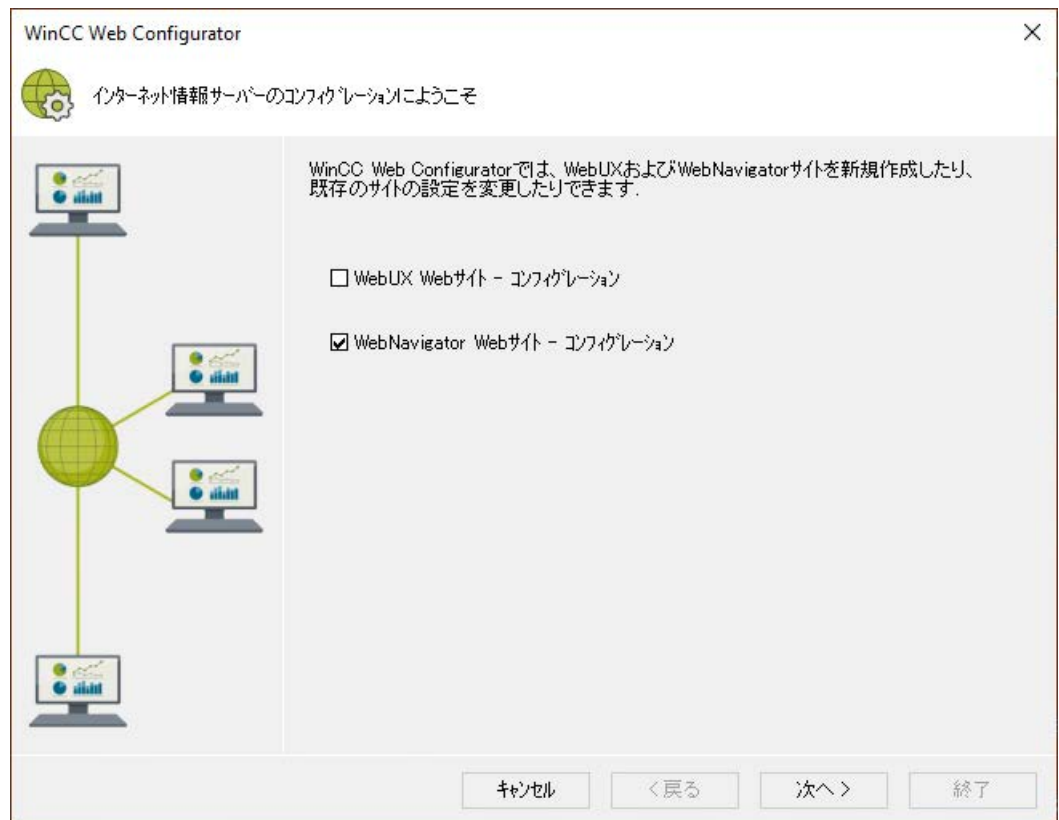 WinCC Web Configurator
インターネット情報サーバーのコンフィグレーションにようこそ
WinCC Web Configuratorでは、WebUXおよびWebNavigatorサイトを新規作成したり、
既存のサイトの設定を変更したりできます.
WebUX Webサイト - コンフィグレーション
WebNavigator Webサイト - コンフィグレーション
キャンセル
<戻る
次へ>
終了